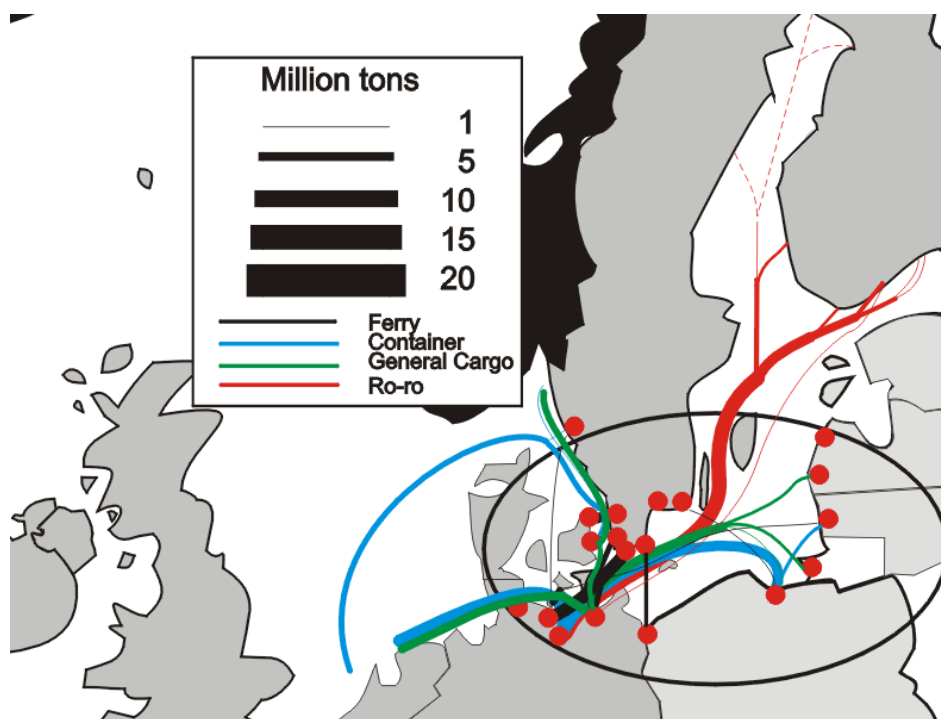 Million tons
1
5
10
15
20
Ferry
Container
General Cargo
Ro-ro